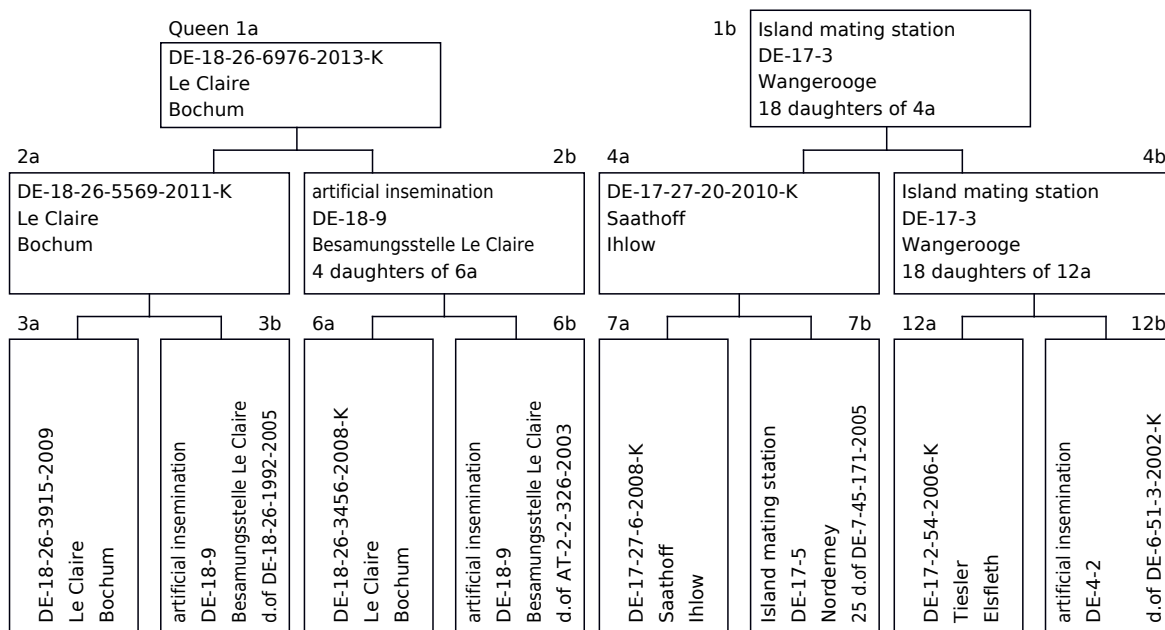 Queen 1a
DE-18-26-6976-2013-K
Le Claire
Bochum
1b
Island mating station
DE-17-3
Wangerooge
18 daughters of 4a
2a
DE-18-26-5569-2011-K
Le Claire
Bochum
2b
artificial insemination
DE-18-9
Besamungsstelle Le Claire
4 daughters of 6a
4a
DE-17-27-20-2010-K
Saathoff
Ihlow
4b
Island mating station
DE-17-3
Wangerooge
18 daughters of 12a
3a
DE-18-26-3915-2009
Le Claire
Bochum
3b
artificial insemination
DE-18-9
Besamungsstelle Le Claire
d.of DE-18-26-1992-2005
6a
DE-18-26-3456-2008-K
Le Claire
Bochum
6b
artificial insemination
DE-18-9
Besamungsstelle Le Claire
d.of AT-2-2-326-2003
7a
DE-17-27-6-2008-K
Saathoff
Ihlow
7b
Island mating station
DE-17-5
Norderney
25 d.of DE-7-45-171-2005
12a
DE-17-2-54-2006-K
Tiesler
Elsfleth
12b
artificial insemination
DE-4-2
d.of DE-6-51-3-2002-K